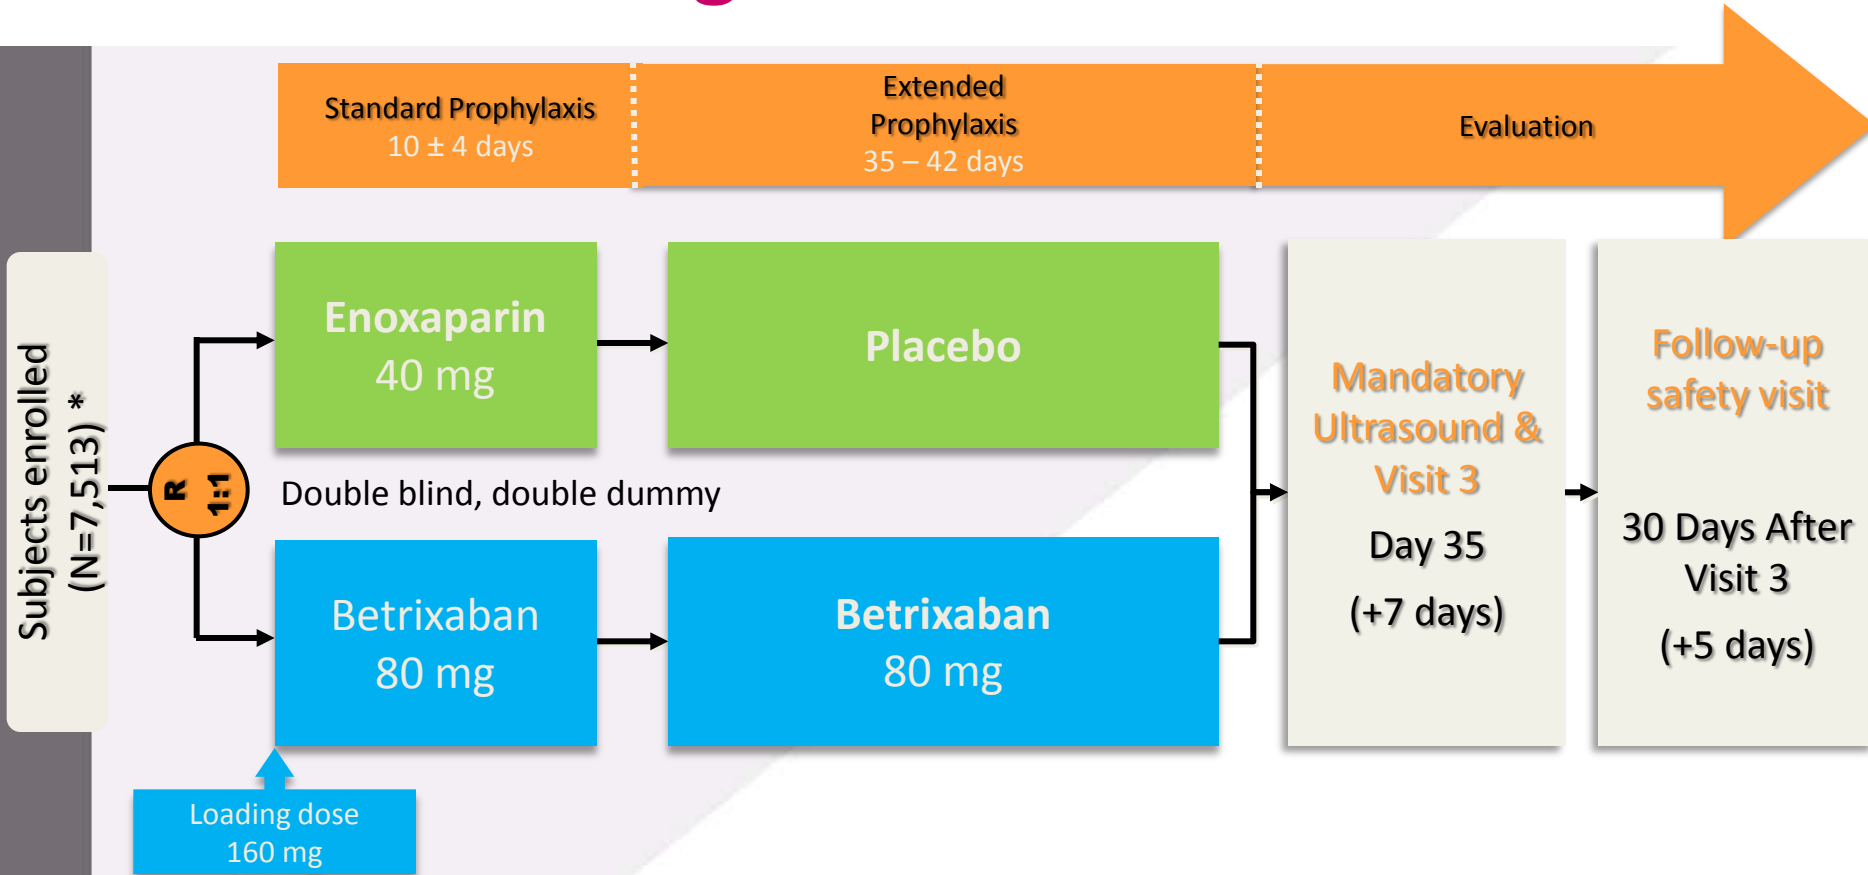 Standard Prophylaxis
10 ± 4 days
Extended
Prophylaxis
35 – 42 days
Evaluation
Subjects enrolled
(N=7,513) *
R
1:1
Enoxaparin
40 mg
Placebo
Double blind, double dummy
Betrixaban
80 mg
Betrixaban
80 mg
Loading dose
160 mg
Mandatory
Ultrasound &
Visit 3
Day 35
(+7 days)
Follow-up
safety visit
30 Days After
Visit 3
(+5 days)